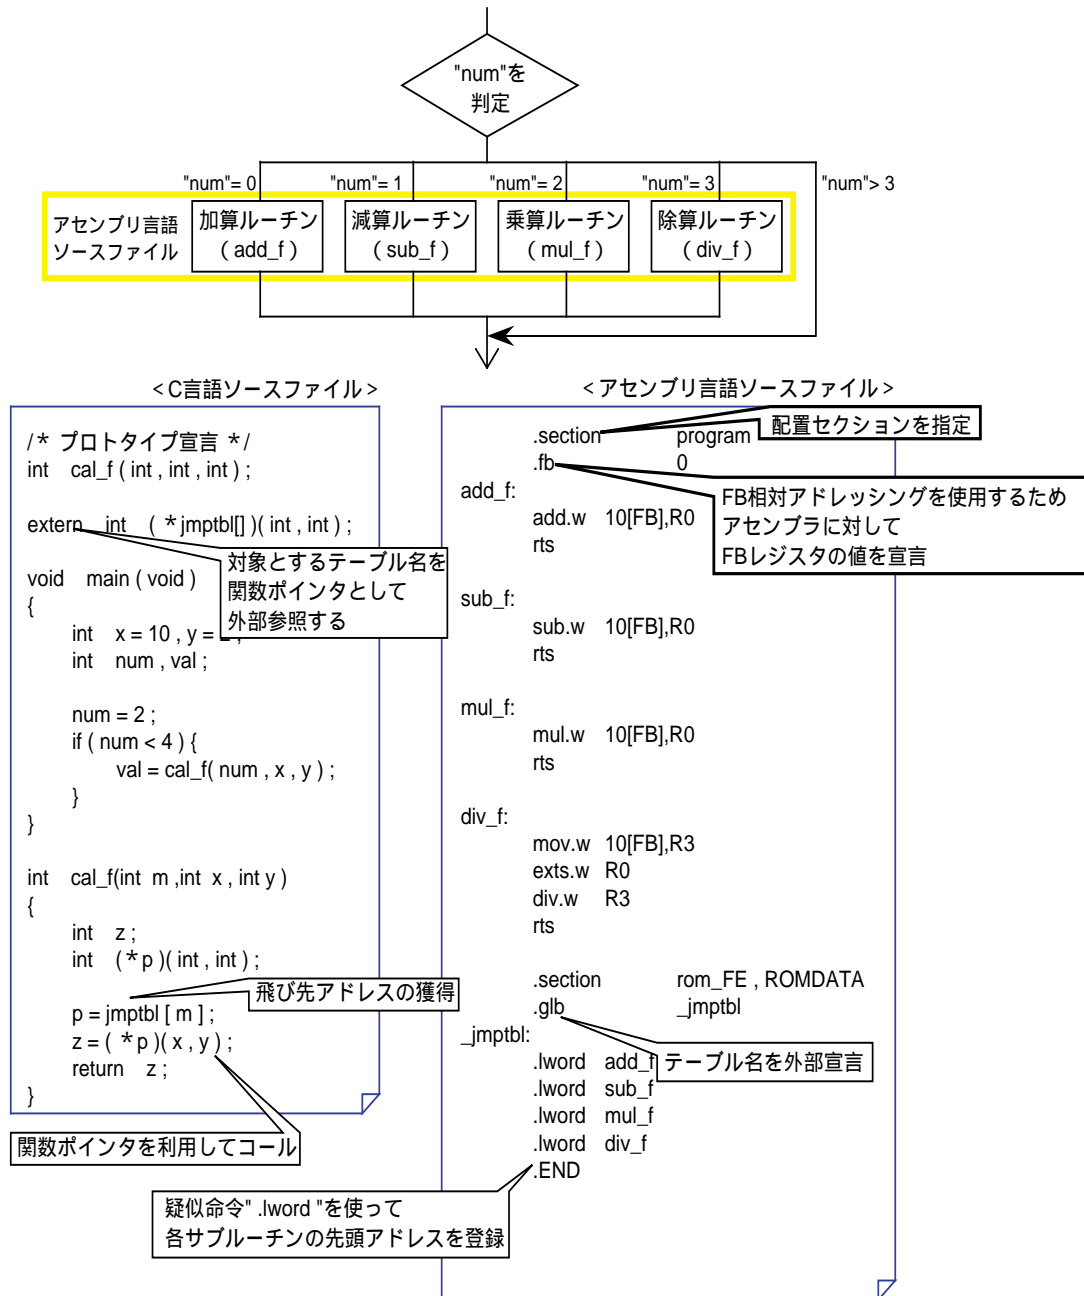 "num"を
判定
"num"= 0
"num"= 1
"num"= 2
"num"= 3
"num"> 3
アセンブリ言語
ソースファイル
加算ルーチン
( add_f )
減算ルーチン
( sub_f )
乗算ルーチン
( mul_f )
除算ルーチン
( div_f )
< C言語ソースファイル >
/* プロトタイプ宣言 */
int cal_f ( int , int , int ) ;
extern int ( *jmptbl[] )( int , int ) ;
対象とするテーブル名を
関数ポインタとして
外部参照する
void main ( void )
{
int x = 10 , y = ;
int num , val ;
num = 2 ;
if ( num < 4 ) {
val = cal_f( num , x , y ) ;
}
}
int cal_f(int m ,int x , int y )
{
int z ;
int (*p )( int , int ) ;
飛び先アドレスの獲得
p = jmptbl [ m ] ;
z = ( *p )( x , y ) ;
return z ;
}
関数ポインタを利用してコール
< アセンブリ言語ソースファイル >
.section program
配置セクションを指定
.fb 0
FB相対アドレッシングを使用するため
アセンブラに対して
FBレジスタの値を宣言
add_f:
add.w 10[FB],R0
rts
sub_f:
sub.w 10[FB],R0
rts
mul_f:
mul.w 10[FB],R0
rts
div_f:
mov.w 10[FB],R3
exts.w R0
div.w R3
rts
.section rom_FE , ROMDATA
.glb _jmptbl
_jmptbl:
テーブル名を外部宣言
.lword add_f
.lword sub_f
.lword mul_f
.lword div_f
.END
疑似命令" .lword "を使って
各サブルーチンの先頭アドレスを登録